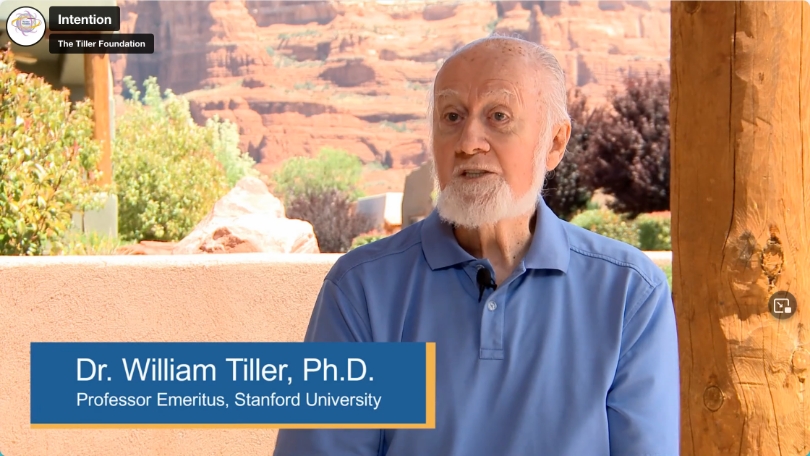 Intention
The Tiller Foundation
Dr. William Tiller, Ph.D.
Professor Emeritus, Stanford University